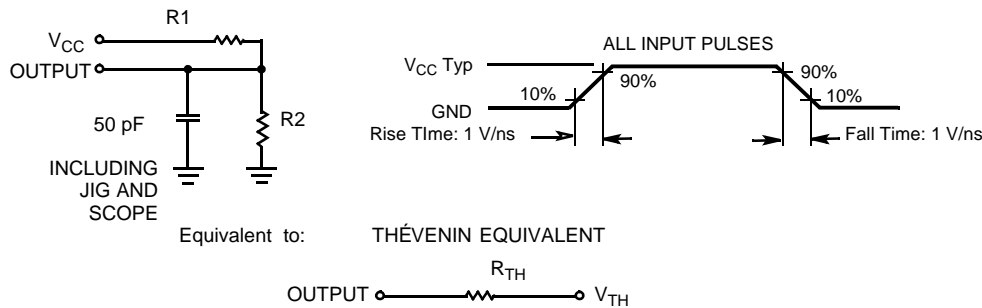 R1
VCC
OUTPUT
50 pF
R2
INCLUDING
JIG AND
SCOPE
ALL INPUT PULSES
VCC Typ
GND
10%
90%
90%
10%
Rise TIme: 1 V/ns
Fall Time: 1 V/ns
Equivalent to: THÉVENIN EQUIVALENT
RTH
OUTPUT
VTH